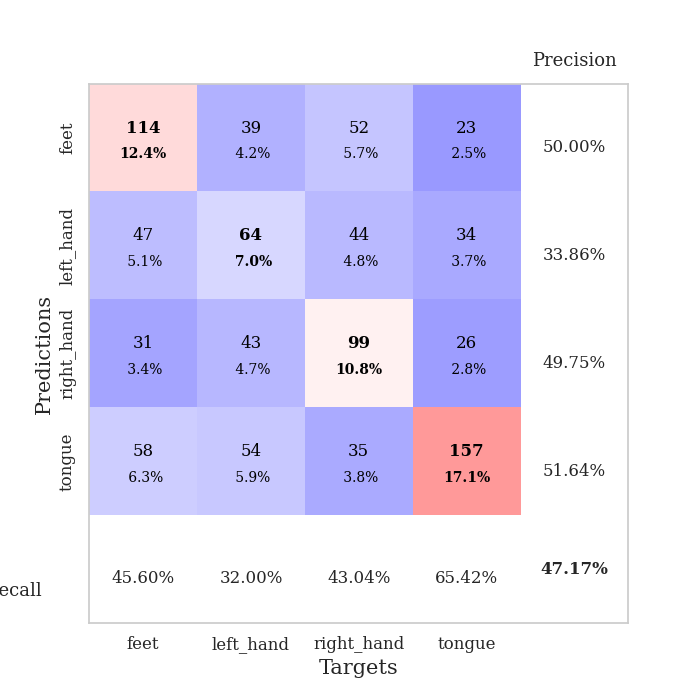 Precision
feet
114 39 52 23 50.00%
12.4% 4.2% 5.7% 2.5%
left_hand
47 64 44 34 33.86%
5.1% 7.0% 4.8% 3.7%
Predictions
right_hand
31 43 99 26 49.75%
3.4% 4.7% 10.8% 2.8%
tongue
58 54 35 157 51.64%
6.3% 5.9% 3.8% 17.1%
ecall
45.60% 32.00% 43.04% 65.42% 47.17%
feet left_hand right_hand tongue
Targets